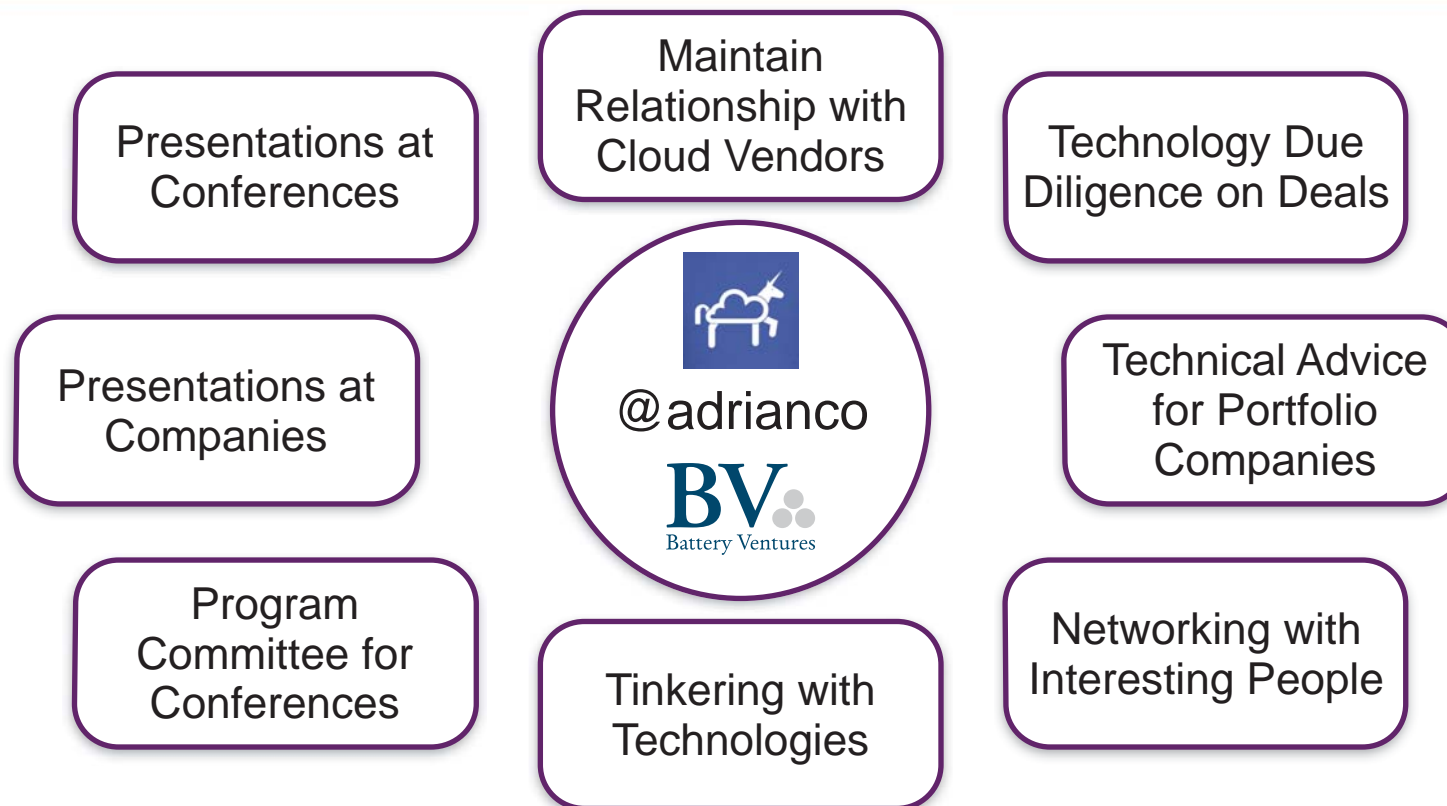 Maintain
Relationship with
Cloud Vendors
Presentations at
Conferences
Technology Due
Diligence on Deals
@adrianco
BV
Battery Ventures
Presentations at
Companies
Technical Advice
for Portfolio
Companies
Program
Committee for
Conferences
Networking with
Interesting People
Tinkering with
Technologies